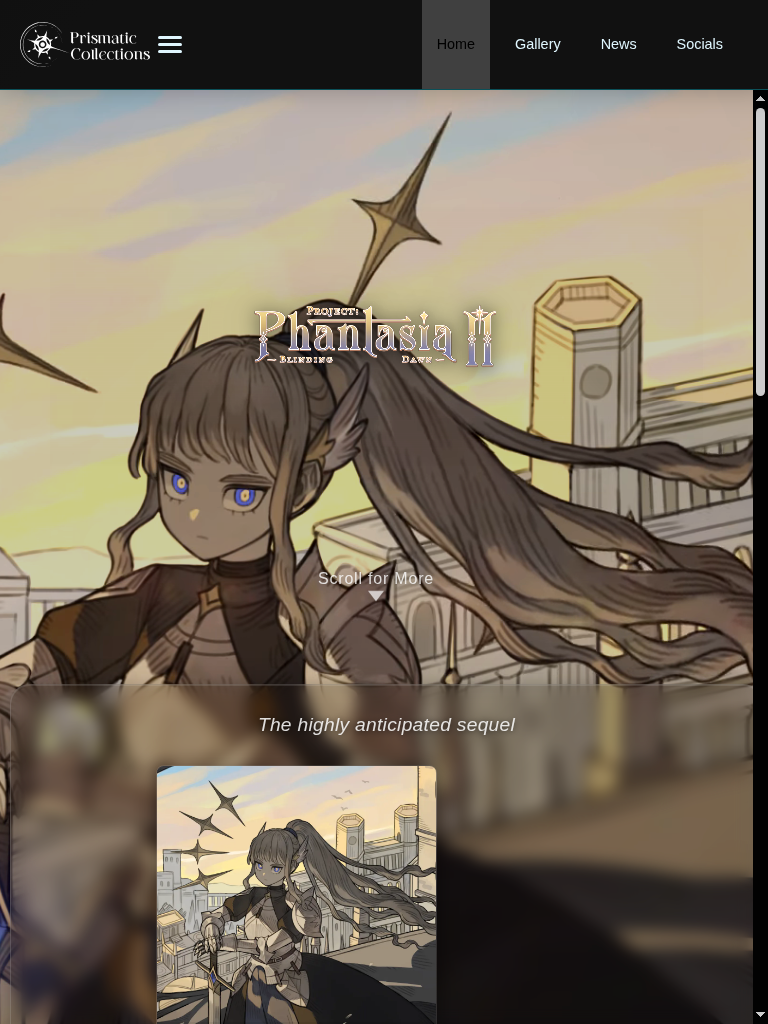 Prismatic
Collections
Home
Gallery
News
Socials
Project:
Phantasia II
Blinding Dawn
Scroll for More
The highly anticipated sequel